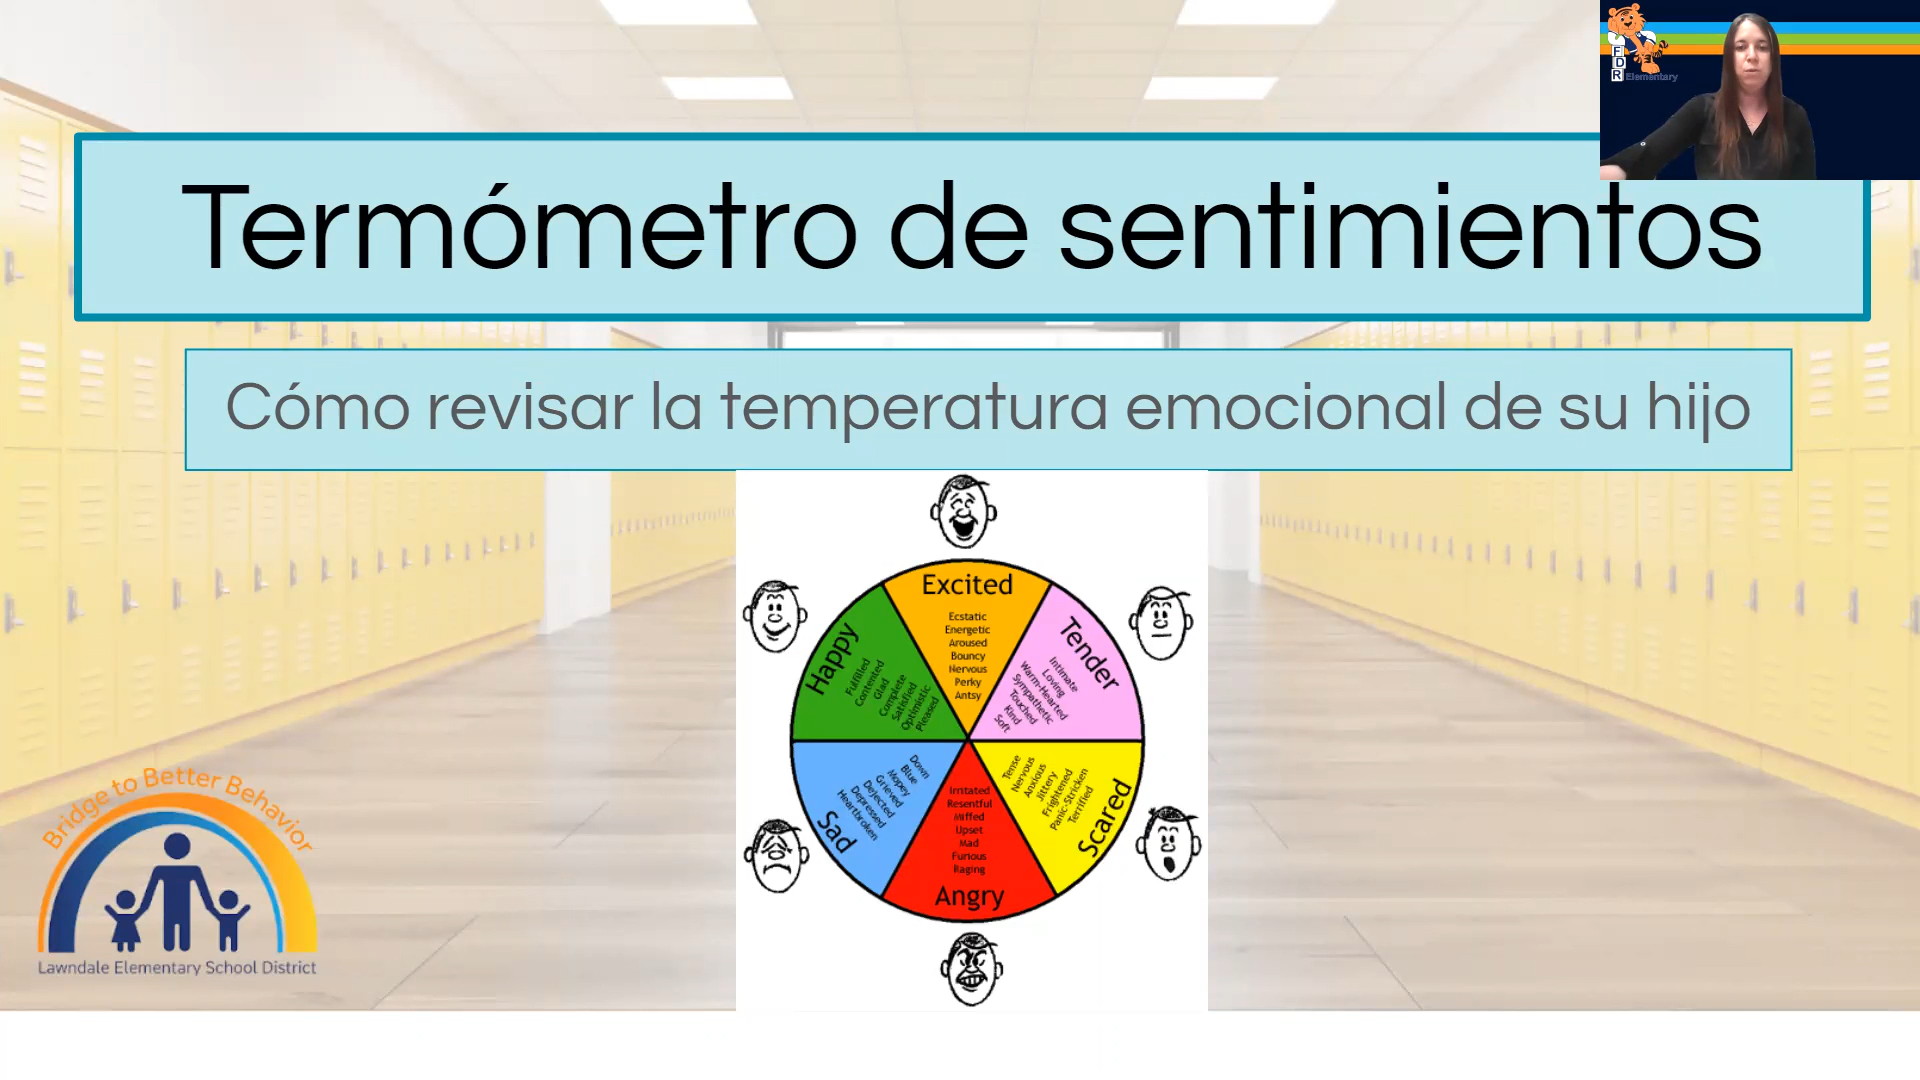 FDR
Elementary
Termómetro de sentimientos
Cómo revisar la temperatura emocional de su hijo
Excited
Ecstatic
Energetic
Aroused
Bouncy
Nervous
Perky
Antsy
Happy
Fulfilled
Contented
Glad
Complete
Satisfied
Optimistic
Pleased
Tender
Intimate
Loving
Warm-Hearted
Sympathetic
Touched
Kind
Soft
Sad
Down
Blue
Mopey
Grieved
Dejected
Depressed
Heartbroken
Irritated
Resentful
Miffed
Upset
Mad
Furious
Raging
Angry
Tense
Nervous
Anxious
Jittery
Frightened
Panic-Stricken
Terrified
Scared
Bridge to Better Behavior
Lawndale Elementary School District